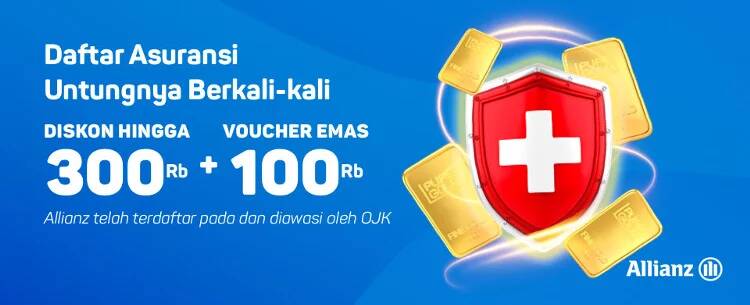 Daftar Asuransi
Untungnya Berkali-kali
DISKON HINGGA
300Rb
+
VOUCHER EMAS
100Rb
Allianz telah terdaftar pada dan diawasi oleh OJK
Allianz